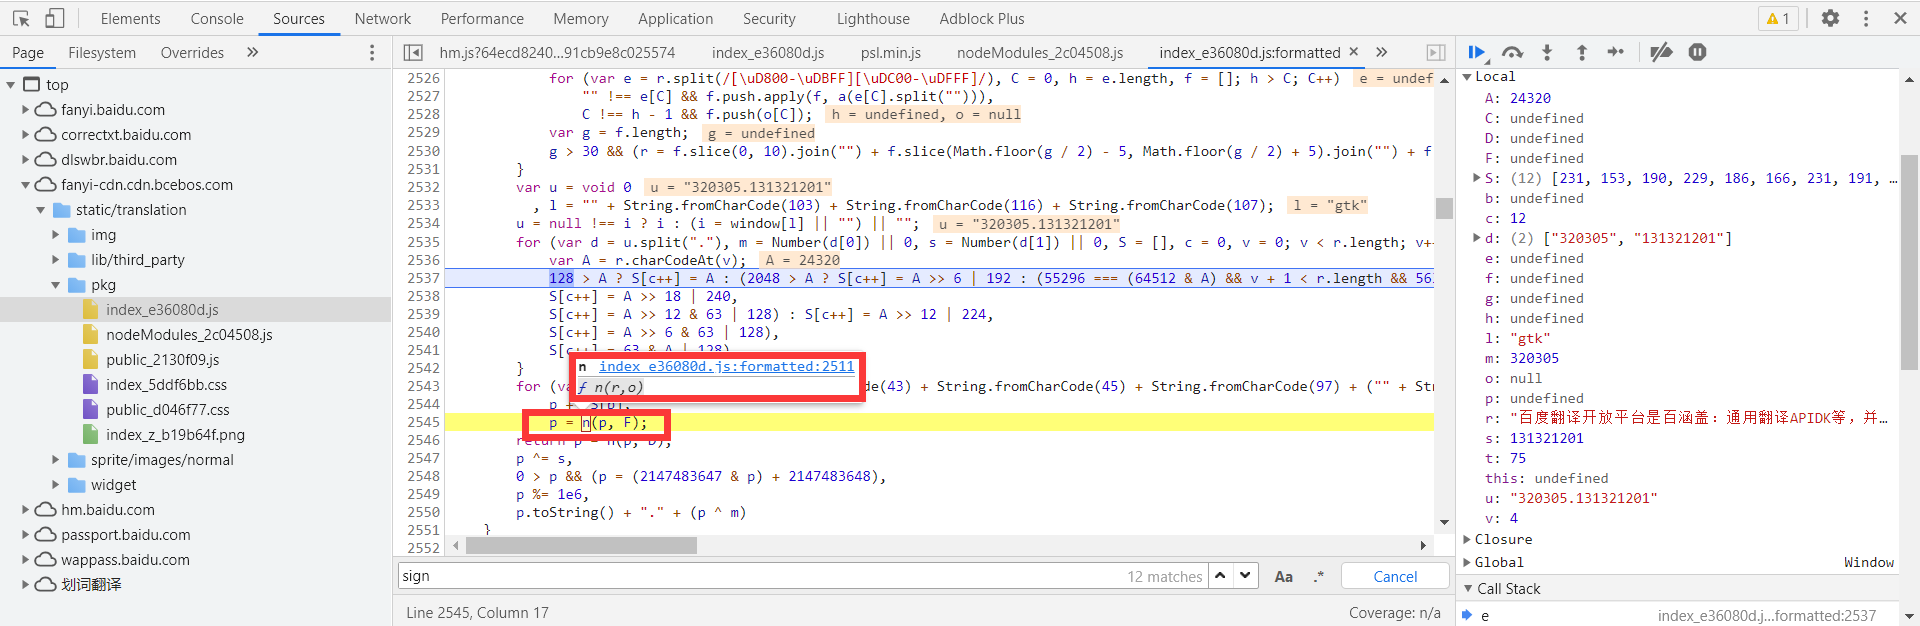 Elements Console Sources Network Performance Memory Application Security Lighthouse Adblock Plus 1
Page Filesystem Overrides
top
fanyi.baidu.com
correctxt.baidu.com
dlswbr.baidu.com
fanyi-cdn.cdn.bcebos.com
static/translation
img
lib/third_party
pkg
index_e36080d.js
nodeModules_2c04508.js
public_2130f09.js
index_5ddf6bb.css
public_d046f77.css
index_z_b19b64f.png
sprite/images/normal
widget
hm.baidu.com
passport.baidu.com
wappass.baidu.com
划词翻译
hm.js?64ecd8240...91cb9e8c025574 index_e36080d.js psl.min.js nodeModules_2c04508.js index_e36080d.js:formatted
2526 for (var e = r.split(/[\uD800-\uDBFF][\uDC00-\uDFFF]/), C = 0, h = e.length, f = []; h > C; C++) e = undef
2527 "" !== e[C] && f.push.apply(f, a(e[C].split(""))),
2528 C !== h - 1 && f.push(o[C]); h = undefined, o = null
2529 var g = f.length; g = undefined
2530 g > 30 && (r = f.slice(0, 10).join("") + f.slice(Math.floor(g / 2) - 5, Math.floor(g / 2) + 5).join("") + f
2531 }
2532 var u = void 0 u = "320305.131321201"
2533 , l = "" + String.fromCharCode(103) + String.fromCharCode(116) + String.fromCharCode(107); l = "gtk"
2534 u = null !== i ? i : (i = window[l] || "") || ""; u = "320305.131321201"
2535 for (var d = u.split("."), m = Number(d[0]) || 0, s = Number(d[1]) || 0, S = [], c = 0, v = 0; v < r.length; v+
2536 var A = r.charCodeAt(v); A = 24320
2537 128 > A ? S[c++] = A : (2048 > A ? S[c++] = A >> 6 | 192 : (55296 === (64512 & A) && v + 1 < r.length && 56
2538 S[c++] = A >> 18 | 240,
2539 S[c++] = A >> 12 & 63 | 128) : S[c++] = A >> 12 | 224,
2540 S[c++] = A >> 6 & 63 | 128),
2541 S[c++] = 63 & A | 128)
2542 }
n index_e36080d.js:formatted:2511
ƒ n(r,o)
2543 for (va de(43) + String.fromCharCode(45) + String.fromCharCode(97) + ("" + Str
2544 p + S[b],
2545 p = n(p, F);
2546 return p = n(p, D),
2547 p ^= s,
2548 0 > p && (p = (2147483647 & p) + 2147483648),
2549 p %= 1e6,
2550 p.toString() + "." + (p ^ m)
2551 }
2552
sign 12 matches Aa .* Cancel
Line 2545, Column 17 Coverage: n/a
Local
A: 24320
C: undefined
D: undefined
F: undefined
S: (12) [231, 153, 190, 229, 186, 166, 231, 191, …
b: undefined
c: 12
d: (2) ["320305", "131321201"]
e: undefined
f: undefined
g: undefined
h: undefined
l: "gtk"
m: 320305
o: null
p: undefined
r: "百度翻译开放平台是百涵盖：通用翻译APIDK等，并…
s: 131321201
t: 75
this: undefined
u: "320305.131321201"
v: 4
Closure
Global Window
Call Stack
e index_e36080d.j…formatted:2537